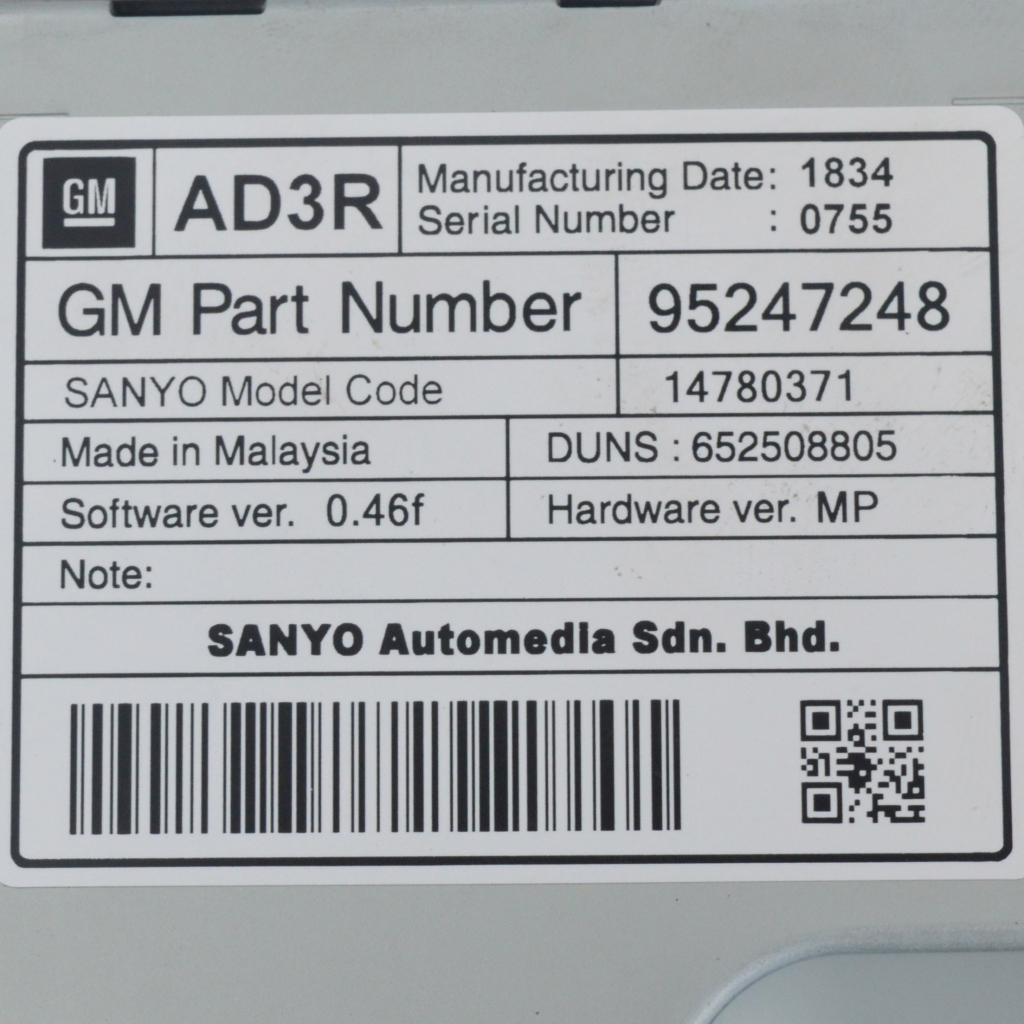 GM
AD3R
Manufacturing Date: 1834
Serial Number : 0755
GM Part Number 95247248
SANYO Model Code 14780371
Made in Malaysia DUNS : 652508805
Software ver. 0.46f Hardware ver. MP
Note:
SANYO Automedia Sdn. Bhd.